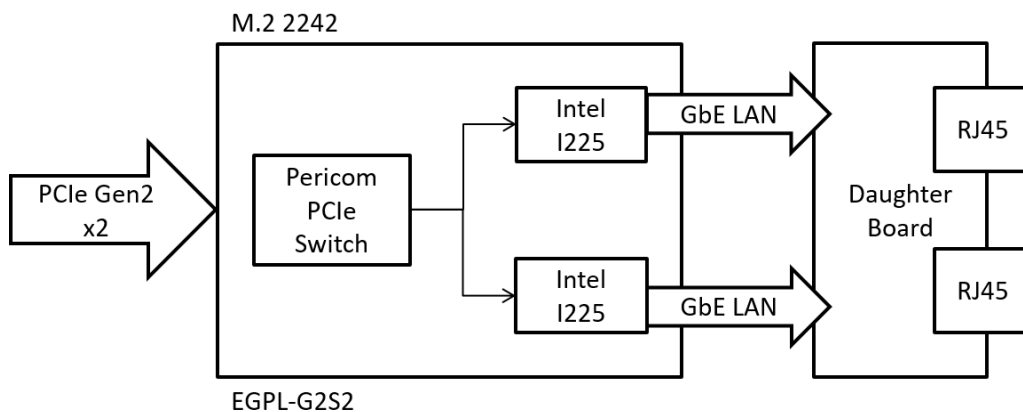 M.2 2242
PCIe Gen2
x2
Pericom
PCIe
Switch
Intel
I225
GbE LAN
Intel
I225
GbE LAN
Daughter
Board
RJ45
RJ45
EGPL-G2S2